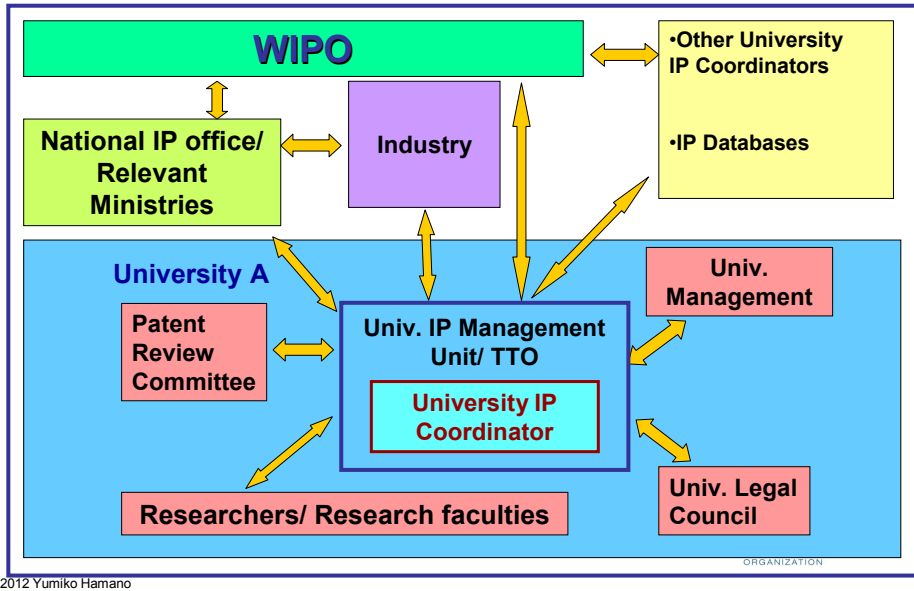 WIPO
•Other University
IP Coordinators
•IP Databases
National IP office/
Relevant
Ministries
Industry
University A
Univ.
Management
Patent
Review
Committee
Univ. IP Management
Unit/ TTO
University IP
Coordinator
Researchers/ Research faculties
Univ. Legal
Council
ORGANIZATION
2012 Yumiko Hamano